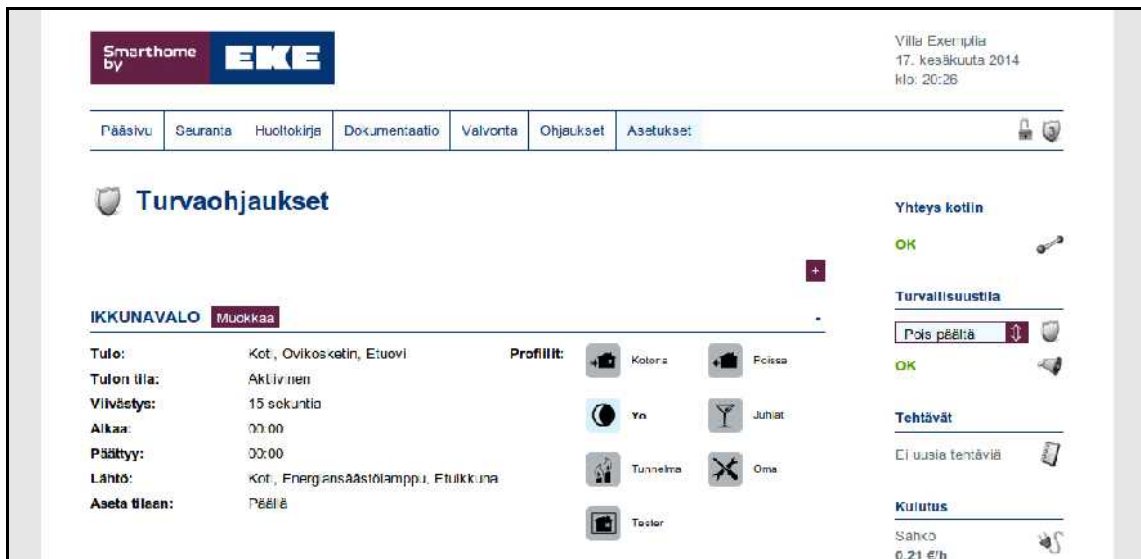 Smarthome
by
EKE
Villa Exemplia
17. kesäkuuta 2014
klo: 20:26
Pääsivu Seuranta Huoltokirja Dokumentaatio Valvonta Ohjaukset Asetukset
Turvaohjaukset
+
IKKUNAVALO Muokkaa -
Tulo: Koti, Ovikosketin, Etuovi
Tulon tila: Aktiivinen
Viivästys: 15 sekuntia
Alkaa: 00:00
Päättyy: 00:00
Lähtö: Koti, Energiansäästölamppu, Etuikkuna
Aseta tilaan: Päällä
Profiilit: Kotona Poissa
Yö Juhlat
Tunnelma Oma
Tester
Yhteys kotiin
OK
Turvallisuustila
Pois päältä
OK
Tehtävät
Ei uusia tehtäviä
Kulutus
Sähkö
0.21 €/h